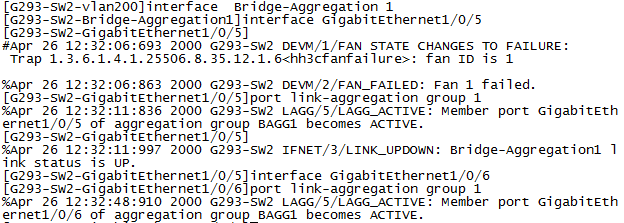 [G293-SW2-vlan200]interface  Bridge-Aggregation 1
[G293-SW2-Bridge-Aggregation1]interface GigabitEthernet1/0/5
[G293-SW2-GigabitEthernet1/0/5]
#Apr 26 12:32:06:693 2000 G293-SW2 DEVM/1/FAN STATE CHANGES TO FAILURE:
 Trap 1.3.6.1.4.1.25506.8.35.12.1.6<hh3cfanfailure>: fan ID is 1
%Apr 26 12:32:06:863 2000 G293-SW2 DEVM/2/FAN_FAILED: Fan 1 failed.
[G293-SW2-GigabitEthernet1/0/5]port link-aggregation group 1
%Apr 26 12:32:11:836 2000 G293-SW2 LAGG/5/LAGG_ACTIVE: Member port GigabitEth
ernet1/0/5 of aggregation group BAGG1 becomes ACTIVE.
[G293-SW2-GigabitEthernet1/0/5]
%Apr 26 12:32:11:997 2000 G293-SW2 IFNET/3/LINK_UPDOWN: Bridge-Aggregation1 l
ink status is UP.
[G293-SW2-GigabitEthernet1/0/5]interface GigabitEthernet1/0/6
[G293-SW2-GigabitEthernet1/0/6]port link-aggregation group 1
%Apr 26 12:32:48:910 2000 G293-SW2 LAGG/5/LAGG_ACTIVE: Member port GigabitEth
ernet1/0/6 of aggregation group BAGG1 becomes ACTIVE.